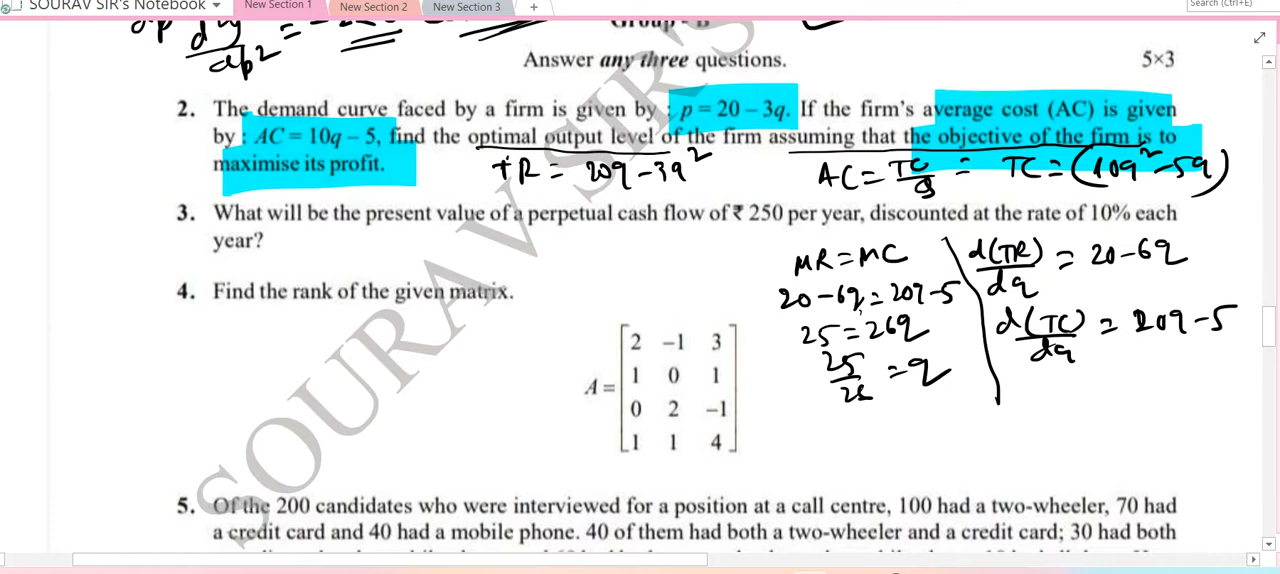 SOURAV SIR's Notebook New Section 1 New Section 2 New Section 3 Search (Ctrl+E)
Group - B
Answer any three questions. 5×3
2. The demand curve faced by a firm is given by : p = 20 – 3q. If the firm's average cost (AC) is given
by : AC = 10q – 5, find the optimal output level of the firm assuming that the objective of the firm is to
maximise its profit.
TR = 20q - 3q² AC = TC/q = TC = (10q² - 5q)
3. What will be the present value of a perpetual cash flow of ₹ 250 per year, discounted at the rate of 10% each
year?
MR = MC d(TR)/dq = 20 - 6q
20 - 6q = 20q - 5
25 = 26q d(TC)/dq = 20q - 5
25/26 = q
4. Find the rank of the given matrix.
2 −1 3
1 0 1
A =
0 2 −1
1 1 4
SOURAV SIR'S
5. Of the 200 candidates who were interviewed for a position at a call centre, 100 had a two-wheeler, 70 had
a credit card and 40 had a mobile phone. 40 of them had both a two-wheeler and a credit card; 30 had both